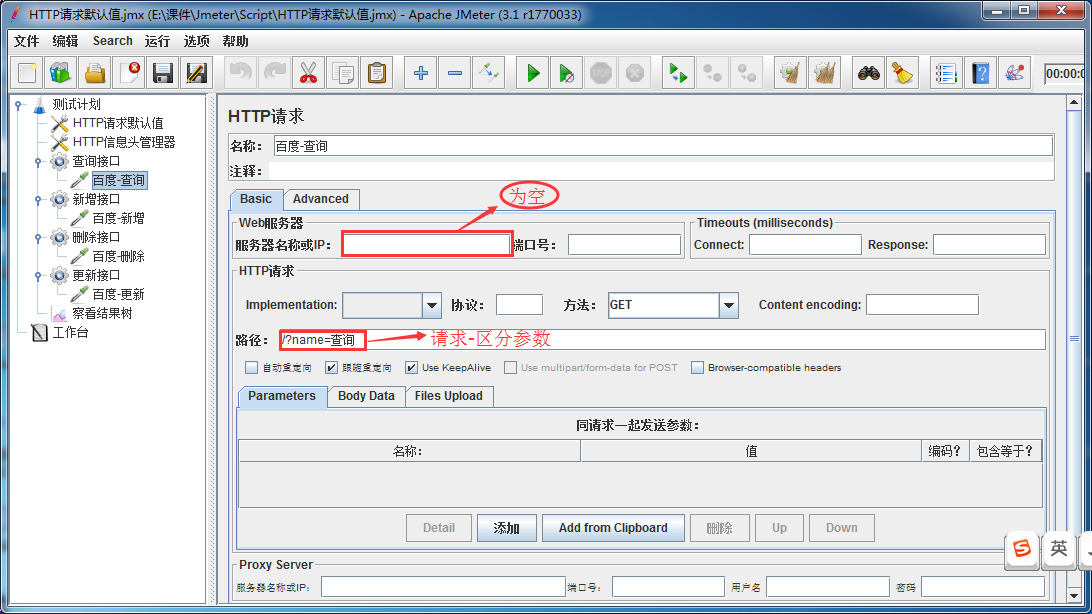 HTTP请求默认值.jmx (E:\课件\Jmeter\Script\HTTP请求默认值.jmx) - Apache JMeter (3.1 r1770033)
文件 编辑 Search 运行 选项 帮助
STOP 00:00:0
测试计划
HTTP请求默认值
HTTP信息头管理器
查询接口
百度-查询
新增接口
百度-新增
删除接口
百度-删除
更新接口
百度-更新
察看结果树
工作台
HTTP请求
名称： 百度-查询
注释：
Basic Advanced
为空
Web服务器 Timeouts (milliseconds)
服务器名称或IP： 端口号： Connect: Response:
HTTP请求
Implementation: 协议： 方法： GET Content encoding:
路径： /?name=查询 请求-区分参数
自动重定向 跟随重定向 Use KeepAlive Use multipart/form-data for POST Browser-compatible headers
Parameters Body Data Files Upload
同请求一起发送参数：
名称： 值 编码? 包含等于?
Detail 添加 Add from Clipboard 删除 Up Down
S 英
Proxy Server
服务器名称或IP： 端口号： 用户名 密码